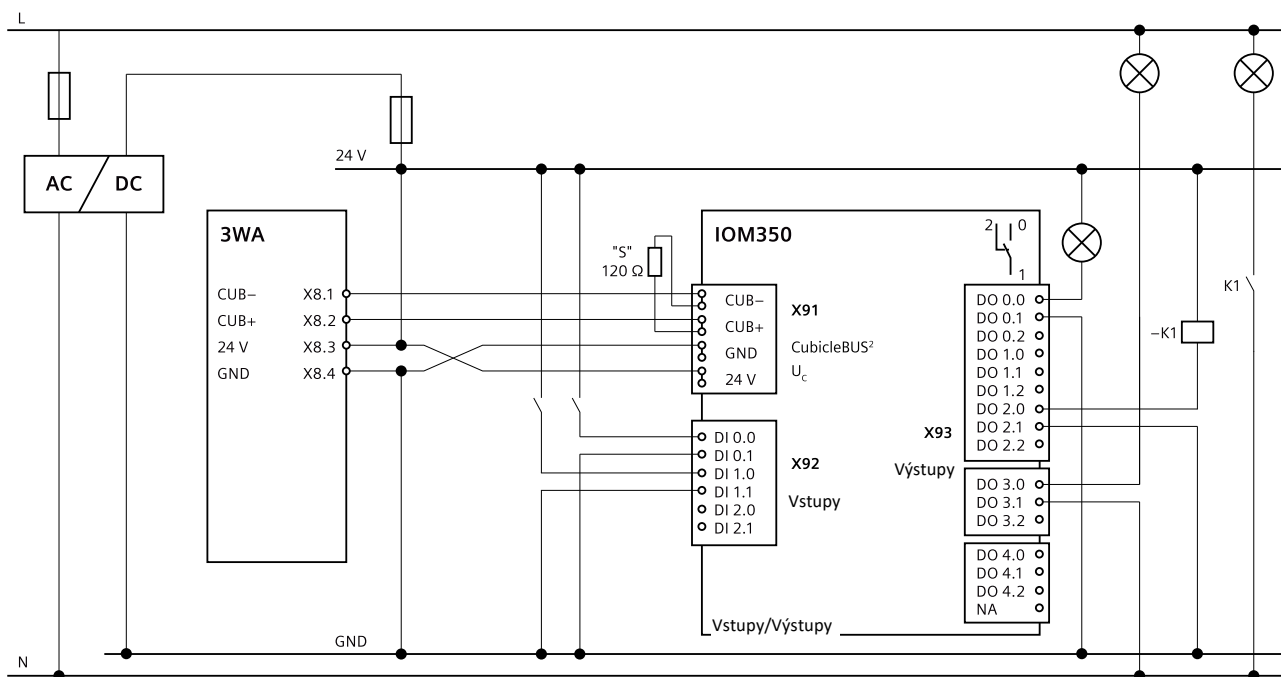 L
24 V
AC
DC
3WA
CUB− X8.1
CUB+ X8.2
24 V X8.3
GND X8.4
"S"
120 Ω
IOM350
2 0
1
CUB−
CUB+
GND
24 V
X91
CubicleBUS²
U_C
DI 0.0
DI 0.1
DI 1.0
DI 1.1
DI 2.0
DI 2.1
X92
Vstupy
DO 0.0
DO 0.1
DO 0.2
DO 1.0
DO 1.1
DO 1.2
DO 2.0
DO 2.1
DO 2.2
X93
Výstupy
DO 3.0
DO 3.1
DO 3.2
DO 4.0
DO 4.1
DO 4.2
NA
Vstupy/Výstupy
−K1
K1
GND
N